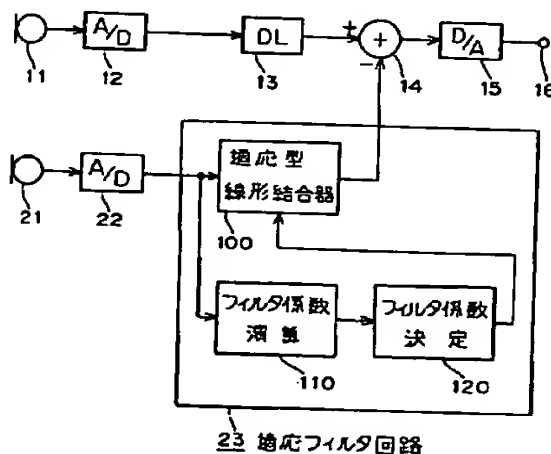 A/D
DL
+
+
−
D/A
11
12
13
14
15
16
A/D
21
22
適応型
線形結合器
100
フィルタ係数
演算
110
フィルタ係数
決定
120
23 適応フィルタ回路